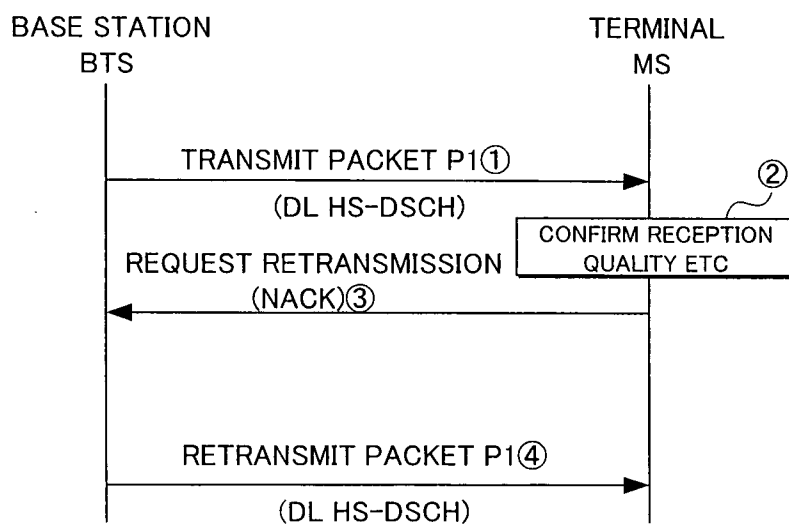 BASE STATION
BTS
TERMINAL
MS
TRANSMIT PACKET P1①
(DL HS-DSCH)
②
CONFIRM RECEPTION
QUALITY ETC
REQUEST RETRANSMISSION
(NACK)③
RETRANSMIT PACKET P1④
(DL HS-DSCH)